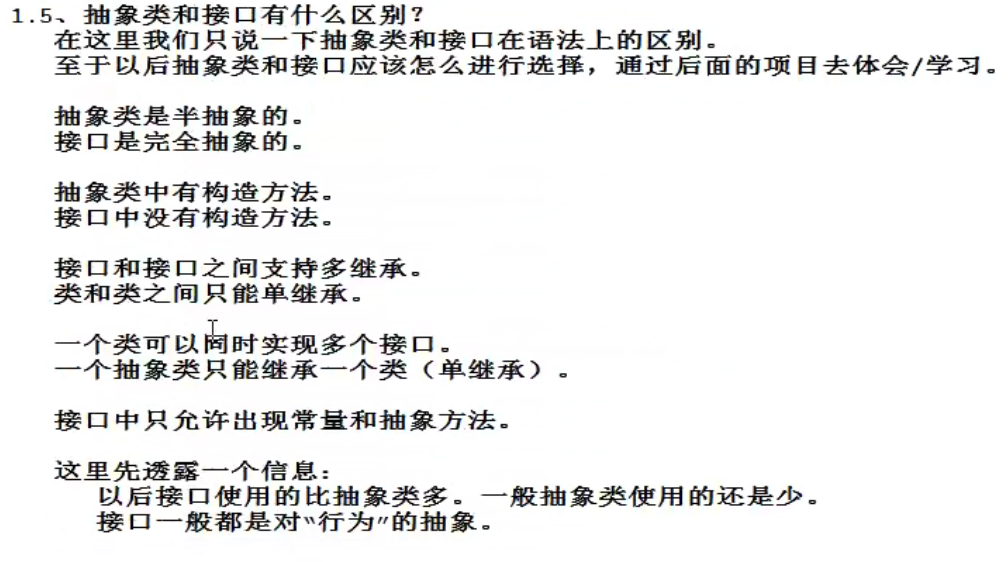 1.5、抽象类和接口有什么区别？
在这里我们只说一下抽象类和接口在语法上的区别。
至于以后抽象类和接口应该怎么进行选择，通过后面的项目去体会/学习。
抽象类是半抽象的。
接口是完全抽象的。
抽象类中有构造方法。
接口中没有构造方法。
接口和接口之间支持多继承。
类和类之间只能单继承。
一个类可以同时实现多个接口。
一个抽象类只能继承一个类（单继承）。
接口中只允许出现常量和抽象方法。
这里先透露一个信息：
以后接口使用的比抽象类多。一般抽象类使用的还是少。
接口一般都是对“行为”的抽象。